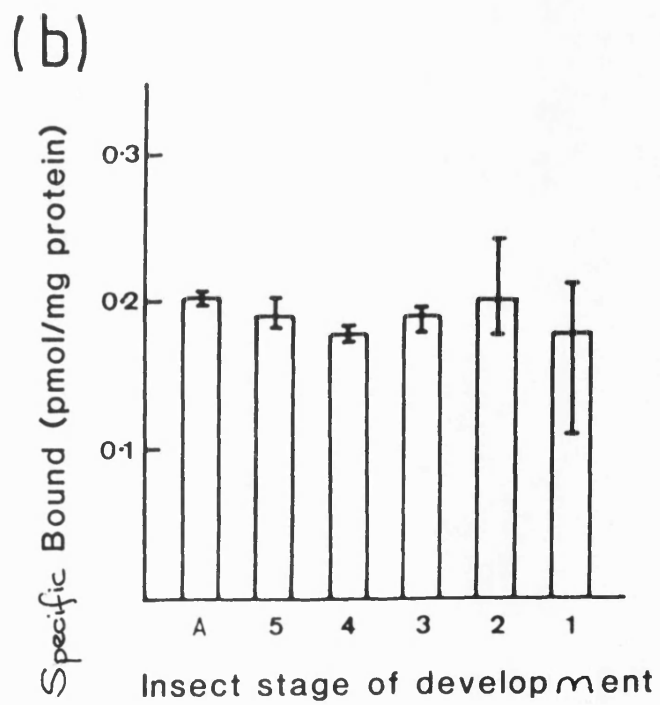 (b)
Specific Bound (pmol/mg protein)
0·3
0·2
0·1
A 5 4 3 2 1
Insect stage of development